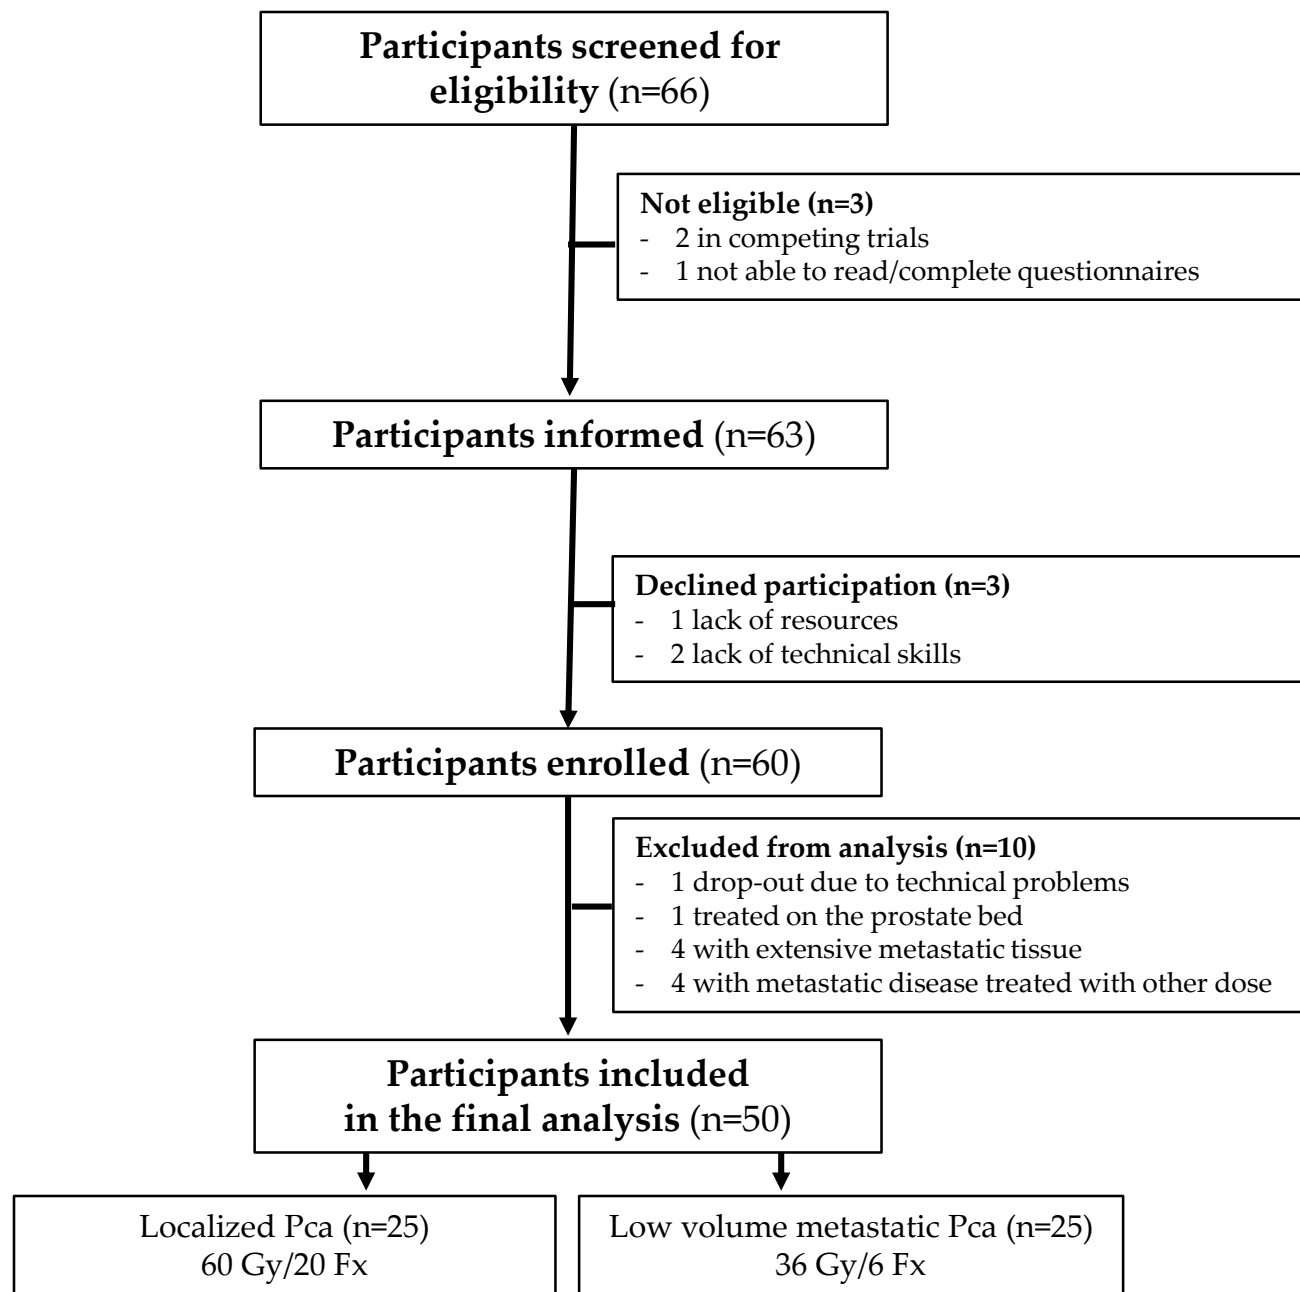 Participants screened for
eligibility (n=66)
Not eligible (n=3)
- 2 in competing trials
- 1 not able to read/complete questionnaires
Participants informed (n=63)
Declined participation (n=3)
- 1 lack of resources
- 2 lack of technical skills
Participants enrolled (n=60)
Excluded from analysis (n=10)
- 1 drop-out due to technical problems
- 1 treated on the prostate bed
- 4 with extensive metastatic tissue
- 4 with metastatic disease treated with other dose
Participants included
in the final analysis (n=50)
Localized Pca (n=25)
60 Gy/20 Fx
Low volume metastatic Pca (n=25)
36 Gy/6 Fx